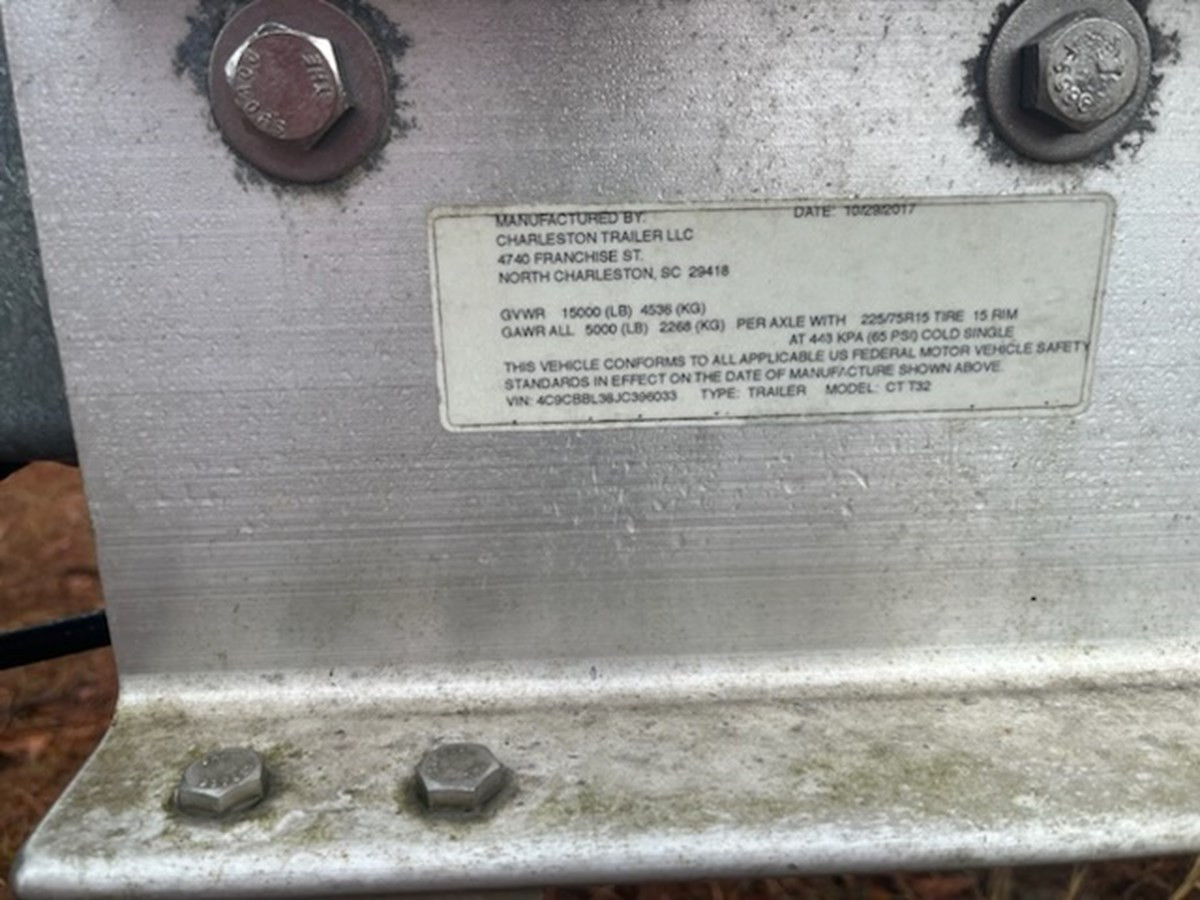 MANUFACTURED BY: DATE: 10/29/2017
CHARLESTON TRAILER LLC
4740 FRANCHISE ST.
NORTH CHARLESTON, SC 29418
GVWR 15000 (LB) 4536 (KG)
GAWR ALL 5000 (LB) 2268 (KG) PER AXLE WITH 225/75R15 TIRE 15 RIM
AT 443 KPA (65 PSI) COLD SINGLE
THIS VEHICLE CONFORMS TO ALL APPLICABLE US FEDERAL MOTOR VEHICLE SAFETY
STANDARDS IN EFFECT ON THE DATE OF MANUFACTURE SHOWN ABOVE.
VIN: 4C9CBBL38JC396033 TYPE: TRAILER MODEL: CT T32
THE